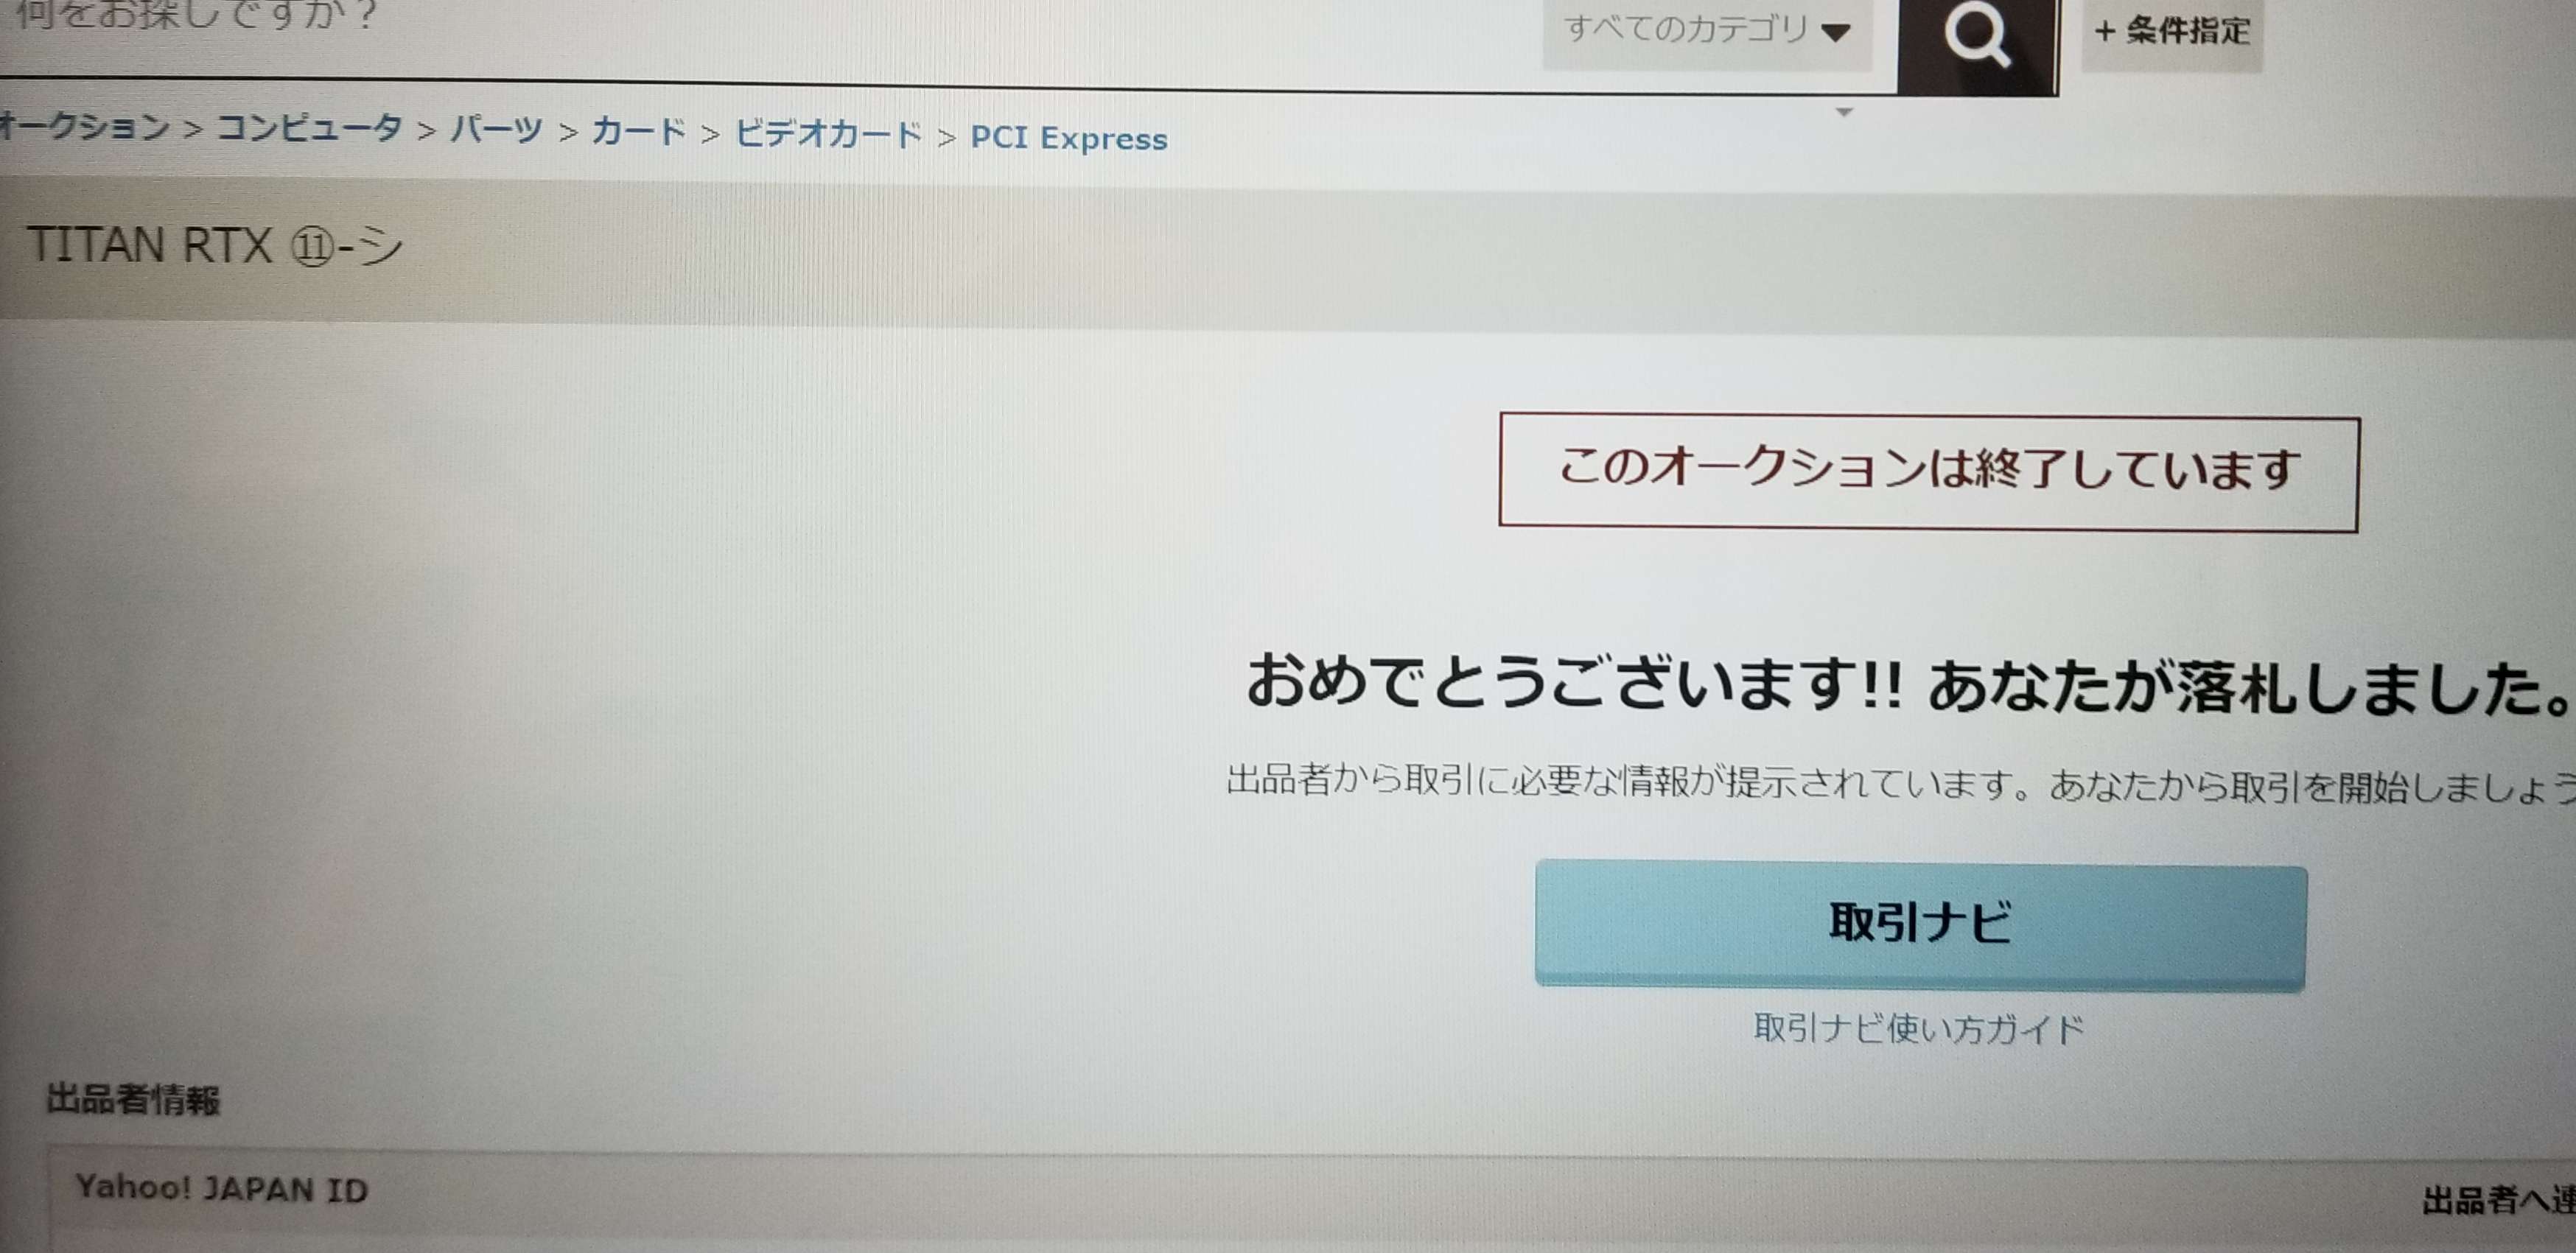 何をお探しですか？
すべてのカテゴリ
+ 条件指定
オークション > コンピュータ > パーツ > カード > ビデオカード > PCI Express
TITAN RTX ⑪-シ
このオークションは終了しています
おめでとうございます!! あなたが落札しました。
出品者から取引に必要な情報が提示されています。あなたから取引を開始しましょう
取引ナビ
取引ナビ使い方ガイド
出品者情報
Yahoo! JAPAN ID
出品者へ連